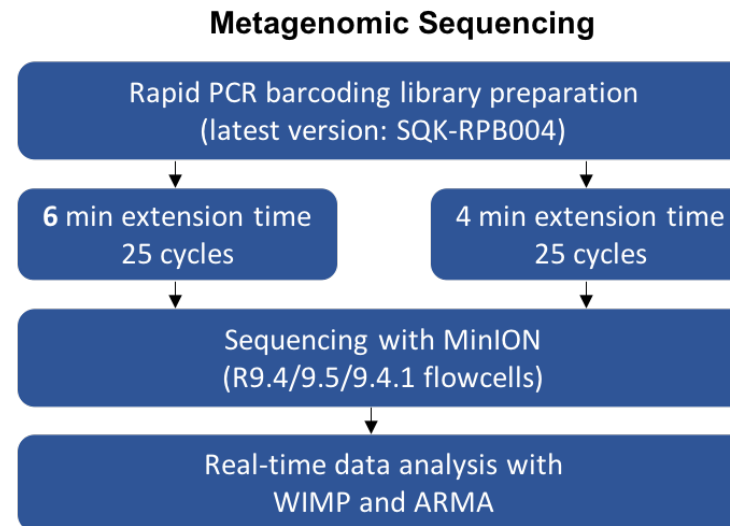 Metagenomic Sequencing
Rapid PCR barcoding library preparation
(latest version: SQK-RPB004)
6 min extension time
25 cycles
4 min extension time
25 cycles
Sequencing with MinION
(R9.4/9.5/9.4.1 flowcells)
Real-time data analysis with
WIMP and ARMA